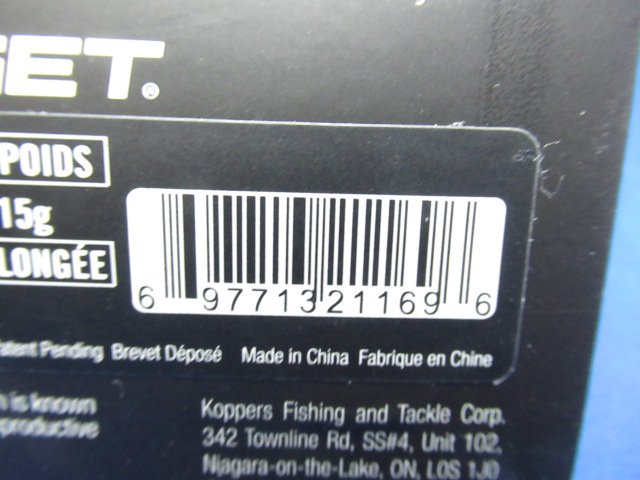 GET®
POIDS
15g
LONGÉE
6 97713 21169 6
Patent Pending Brevet Déposé Made in China Fabrique en Chine
is known
productive
Koppers Fishing and Tackle Corp.
342 Townline Rd, SS#4, Unit 102,
Niagara-on-the-Lake, ON, L0S 1J0